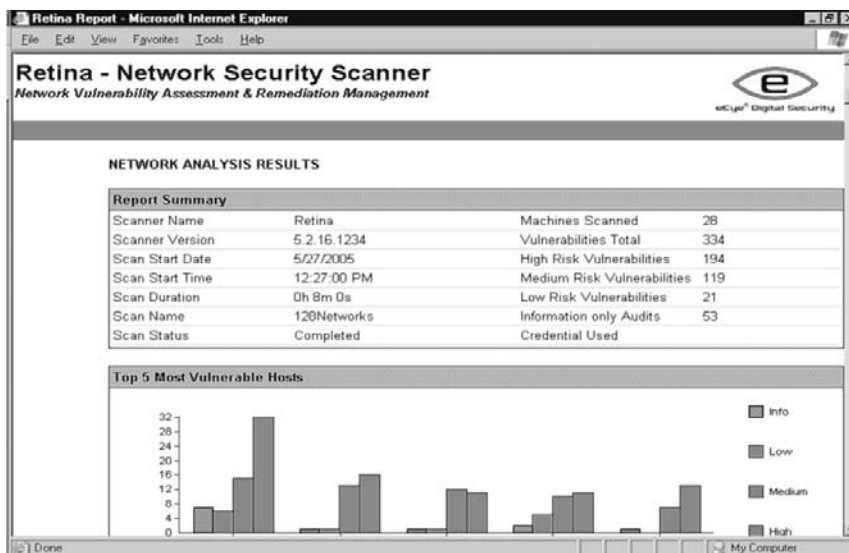 Retina Report - Microsoft Internet Explorer
File Edit View Favorites Tools Help
Retina - Network Security Scanner
Network Vulnerability Assessment & Remediation Management
e
eEye® Digital Security
NETWORK ANALYSIS RESULTS
Report Summary
Scanner Name Retina Machines Scanned 28
Scanner Version 5.2.16.1234 Vulnerabilities Total 334
Scan Start Date 5/27/2005 High Risk Vulnerabilities 194
Scan Start Time 12:27:00 PM Medium Risk Vulnerabilities 119
Scan Duration 0h 8m 0s Low Risk Vulnerabilities 21
Scan Name 128Networks Information only Audits 53
Scan Status Completed Credential Used
Top 5 Most Vulnerable Hosts
32
28
24
20
16
12
8
4
0
Info
Low
Medium
High
Done My Computer